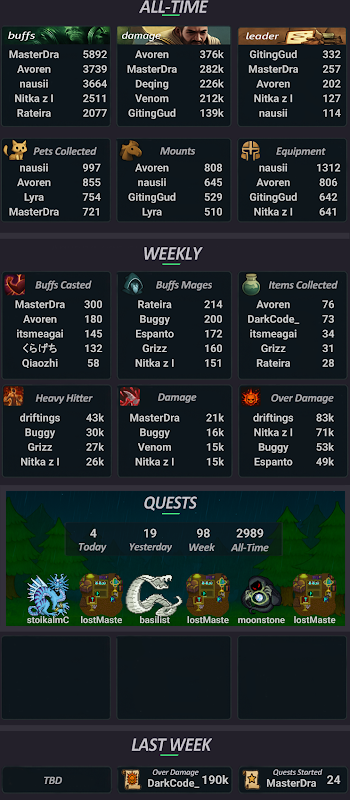 ALL-TIME
buffs damage leader
MasterDra 5892 Avoren 376k GitingGud 332
Avoren 3739 MasterDra 282k MasterDra 257
nausii 3664 Deqing 226k Avoren 202
Nitka z l 2511 Venom 212k Nitka z l 127
Rateira 2077 GitingGud 139k nausii 114
Pets Collected Mounts Equipment
nausii 997 Avoren 808 nausii 1312
Avoren 855 nausii 645 Avoren 806
Lyra 754 GitingGud 529 GitingGud 642
MasterDra 721 Lyra 510 Nitka z l 641
WEEKLY
Buffs Casted Buffs Mages Items Collected
MasterDra 300 Rateira 214 Avoren 76
Avoren 180 Buggy 200 DarkCode_ 73
itsmeagai 145 Espanto 172 itsmeagai 34
くらげち 132 Grizz 160 Grizz 31
Qiaozhi 58 Nitka z l 151 Rateira 28
Heavy Hitter Damage Over Damage
driftings 43k MasterDra 21k driftings 83k
Buggy 30k Buggy 16k Nitka z l 71k
Grizz 27k Venom 15k Buggy 53k
Nitka z l 26k Nitka z l 15k Espanto 49k
QUESTS
4 19 98 2989
Today Yesterday Week All-Time
stoikalmC lostMaste basilist lostMaste moonstone lostMaste
LAST WEEK
TBD Over Damage Quests Started
DarkCode_ 190k MasterDra 24